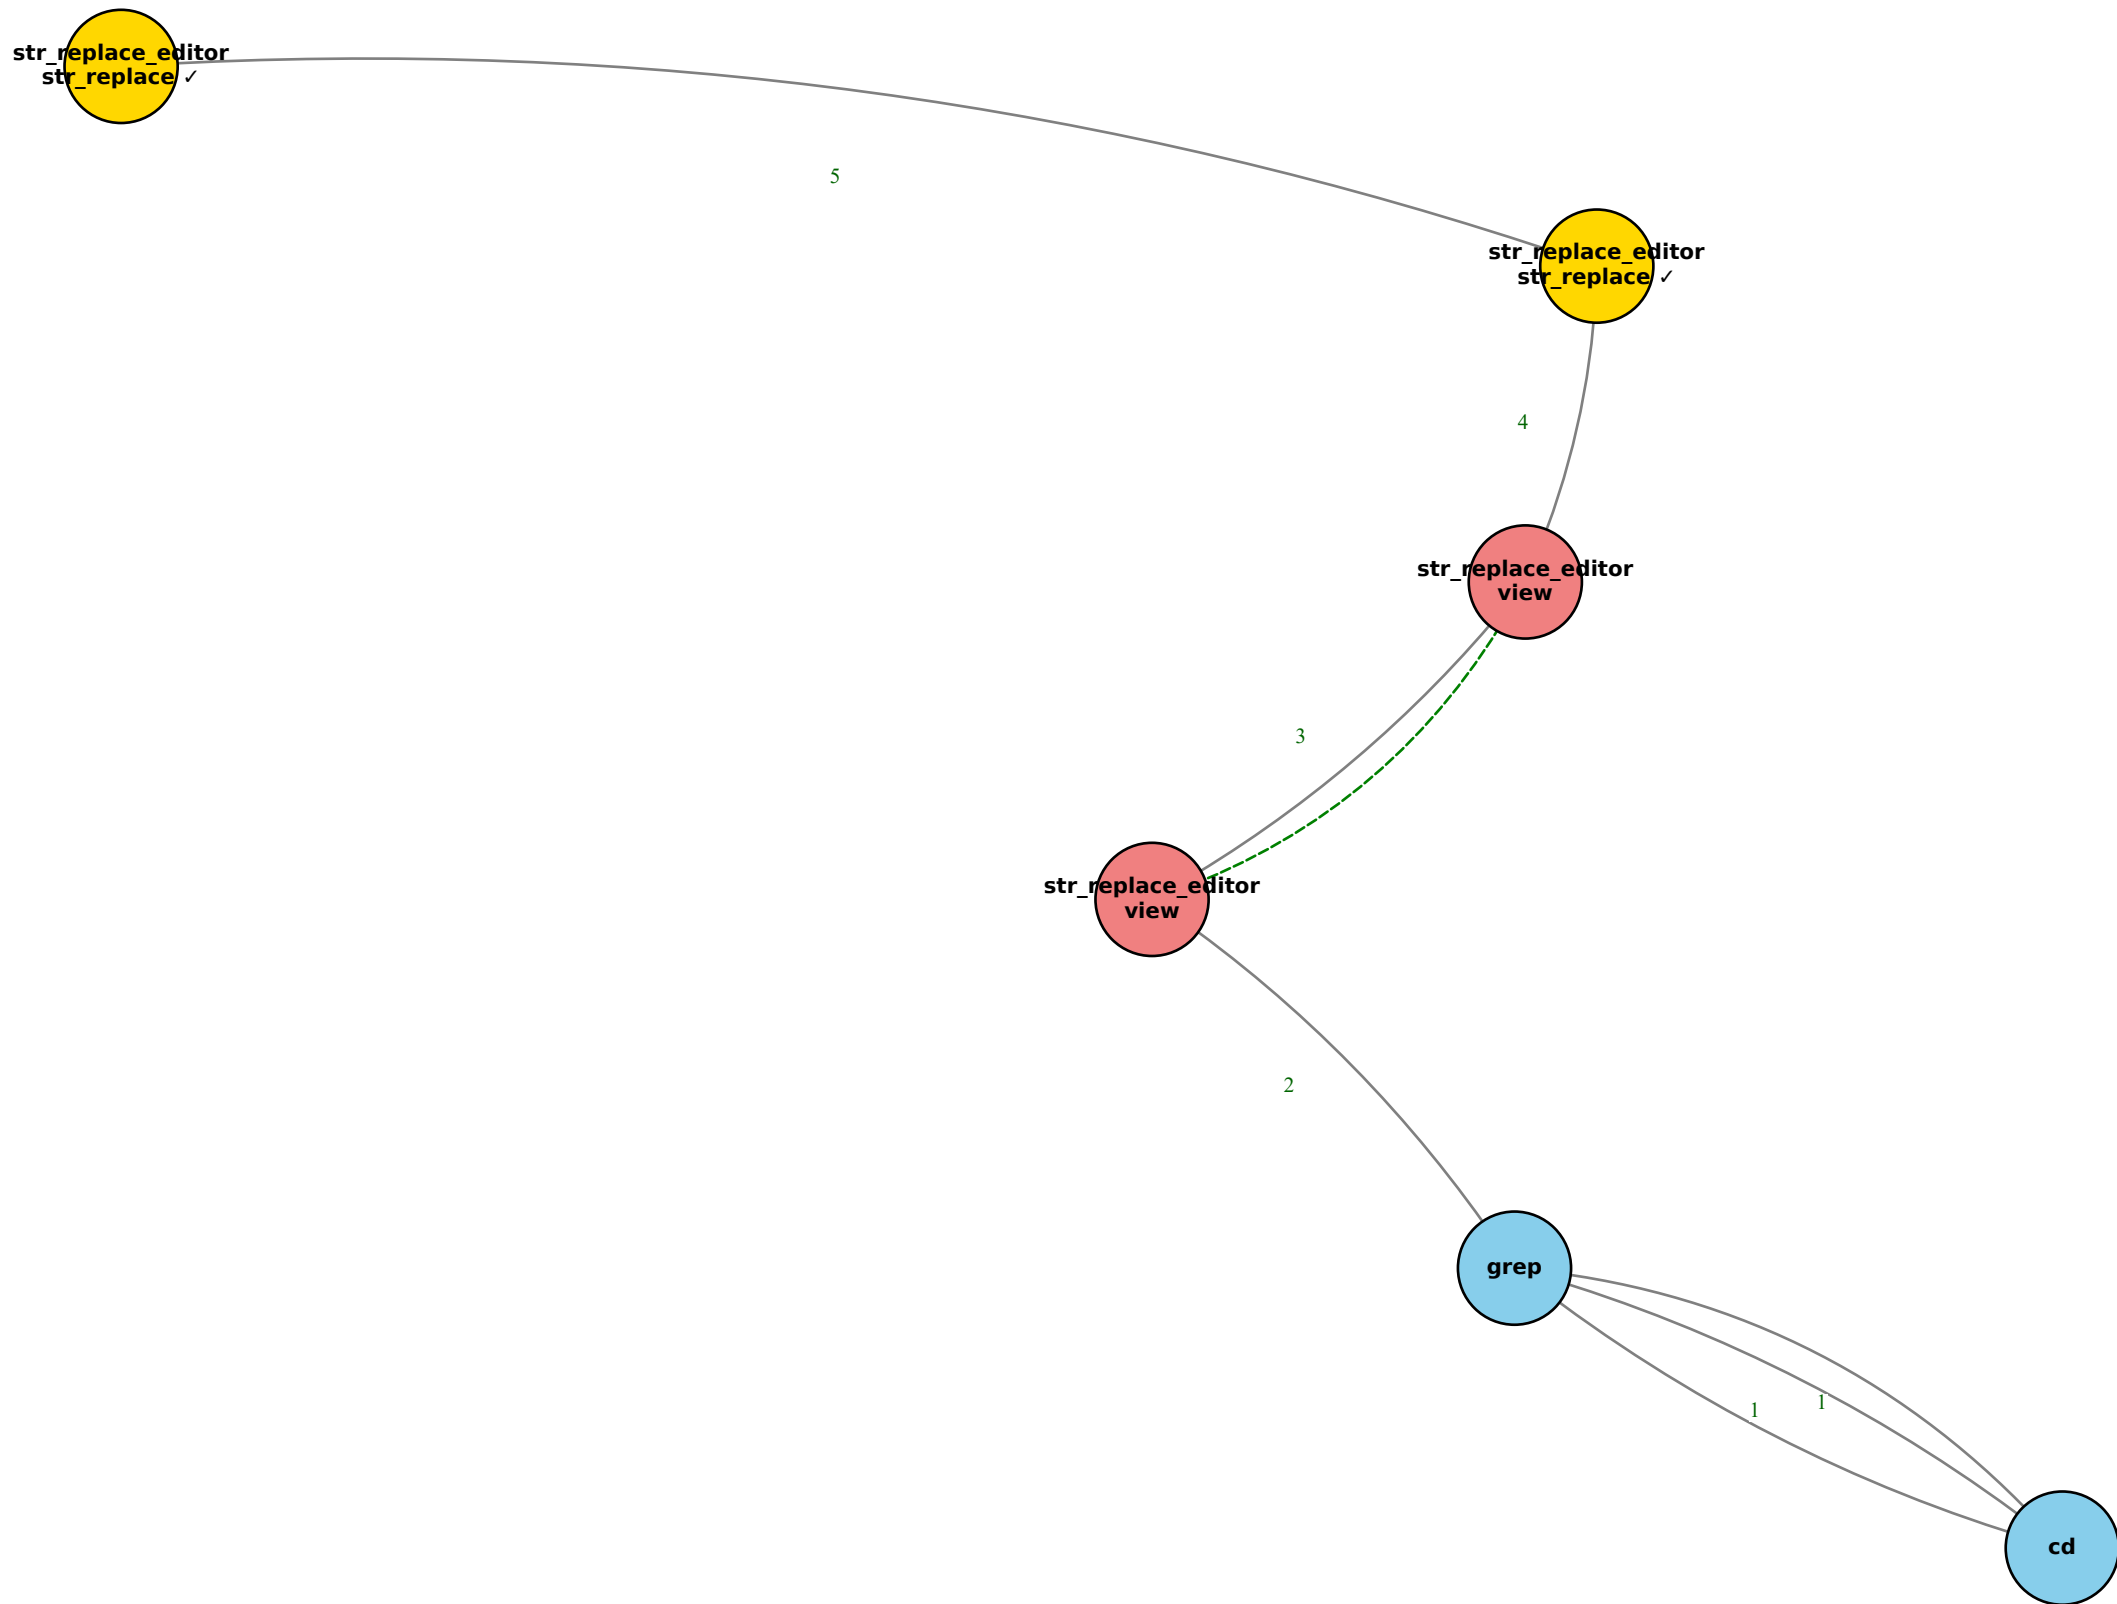 str_replace_editor
str_replace ✓
5
str_replace_editor
str_replace ✓
4
str_replace_editor
view
3
str_replace_editor
view
2
grep
1
1
cd